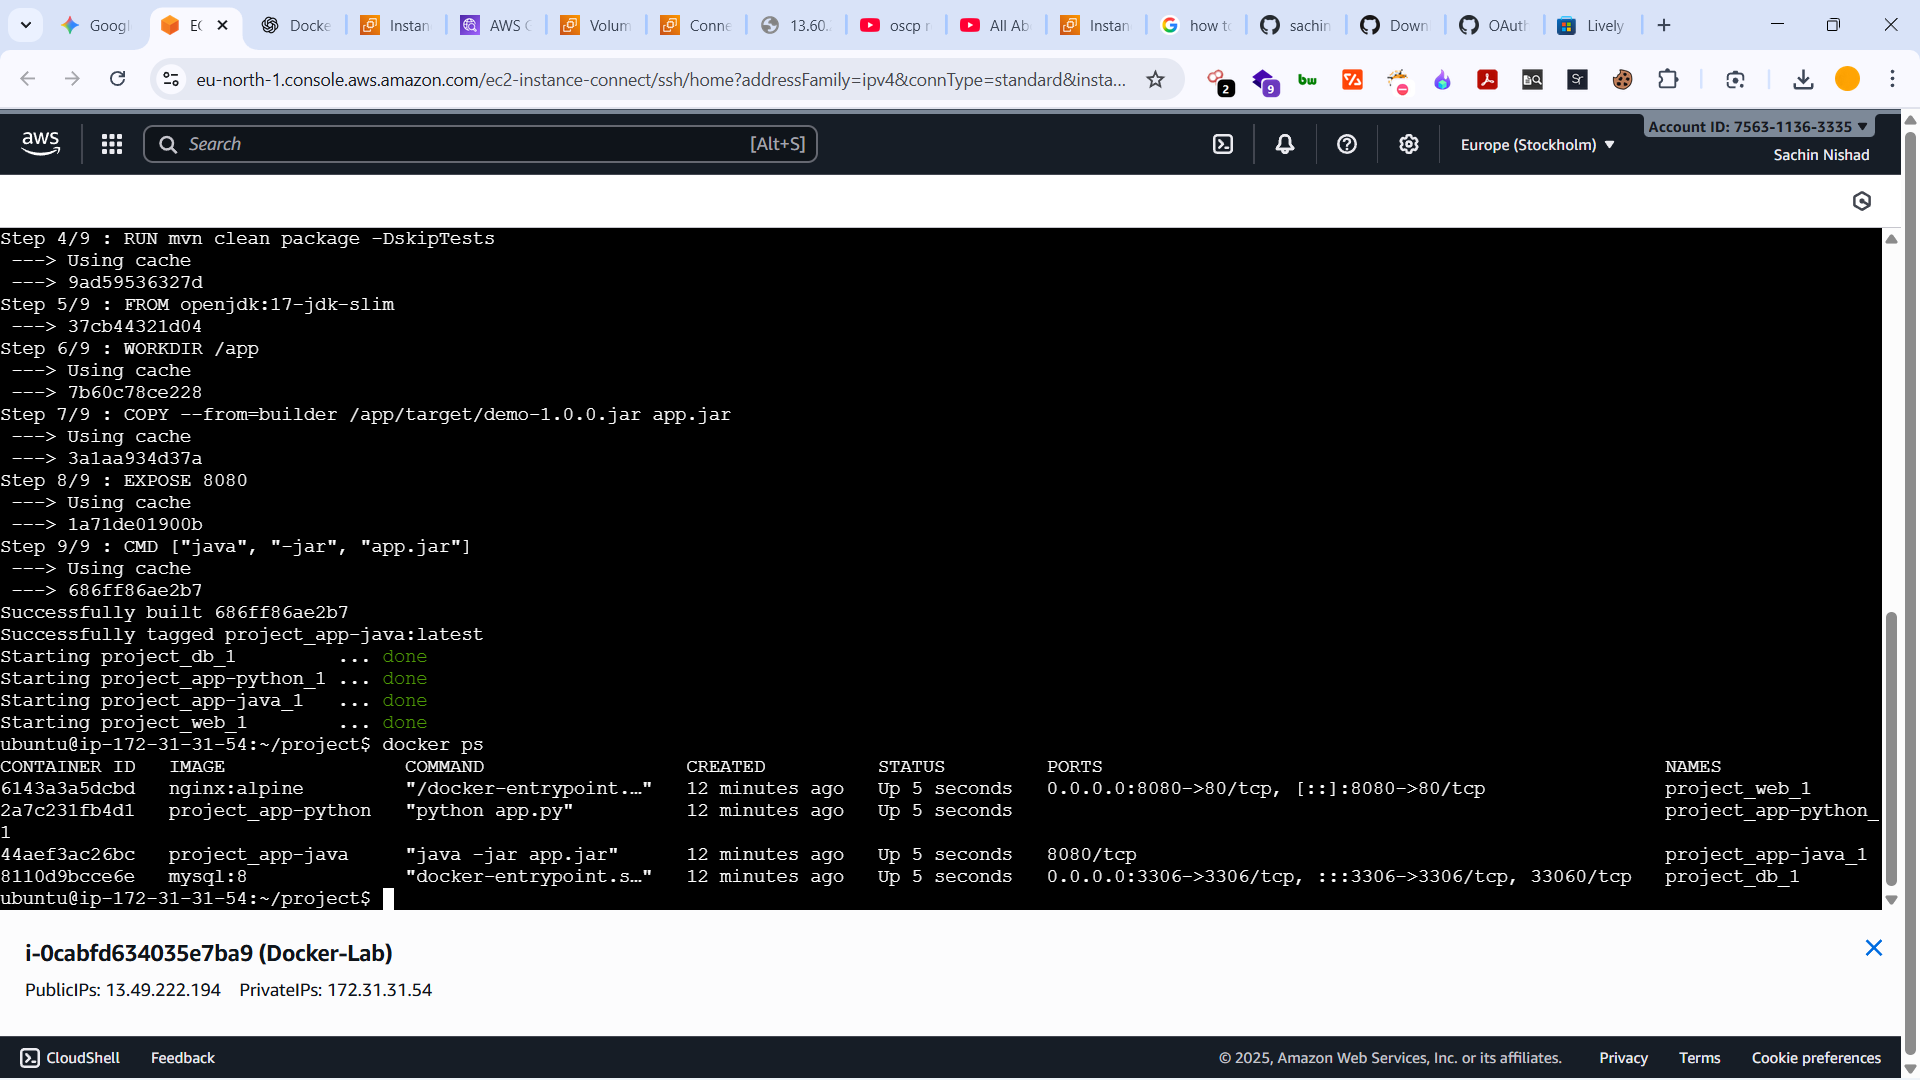 Googl
EC
Docke
Instan
AWS C
Volum
Conne
13.60.
oscp r
All Ab
Instan
how to
sachin
Down
OAuth
Lively
eu-north-1.console.aws.amazon.com/ec2-instance-connect/ssh/home?addressFamily=ipv4&connType=standard&insta...
2
9
bw
Sr
aws
Search
[Alt+S]
Europe (Stockholm)
Account ID: 7563-1136-3335
Sachin Nishad
Step 4/9 : RUN mvn clean package -DskipTests
---> Using cache
---> 9ad59536327d
Step 5/9 : FROM openjdk:17-jdk-slim
---> 37cb44321d04
Step 6/9 : WORKDIR /app
---> Using cache
---> 7b60c78ce228
Step 7/9 : COPY --from=builder /app/target/demo-1.0.0.jar app.jar
---> Using cache
---> 3a1aa934d37a
Step 8/9 : EXPOSE 8080
---> Using cache
---> 1a71de01900b
Step 9/9 : CMD ["java", "-jar", "app.jar"]
---> Using cache
---> 686ff86ae2b7
Successfully built 686ff86ae2b7
Successfully tagged project_app-java:latest
Starting project_db_1 ... done
Starting project_app-python_1 ... done
Starting project_app-java_1 ... done
Starting project_web_1 ... done
ubuntu@ip-172-31-31-54:~/project$ docker ps
CONTAINER ID IMAGE COMMAND CREATED STATUS PORTS NAMES
6143a3a5dcbd nginx:alpine "/docker-entrypoint.…" 12 minutes ago Up 5 seconds 0.0.0.0:8080->80/tcp, [::]:8080->80/tcp project_web_1
2a7c231fb4d1 project_app-python "python app.py" 12 minutes ago Up 5 seconds project_app-python_
1
44aef3ac26bc project_app-java "java -jar app.jar" 12 minutes ago Up 5 seconds 8080/tcp project_app-java_1
8110d9bcce6e mysql:8 "docker-entrypoint.s…" 12 minutes ago Up 5 seconds 0.0.0.0:3306->3306/tcp, :::3306->3306/tcp, 33060/tcp project_db_1
ubuntu@ip-172-31-31-54:~/project$
i-0cabfd634035e7ba9 (Docker-Lab)
PublicIPs: 13.49.222.194 PrivateIPs: 172.31.31.54
CloudShell Feedback
© 2025, Amazon Web Services, Inc. or its affiliates. Privacy Terms Cookie preferences